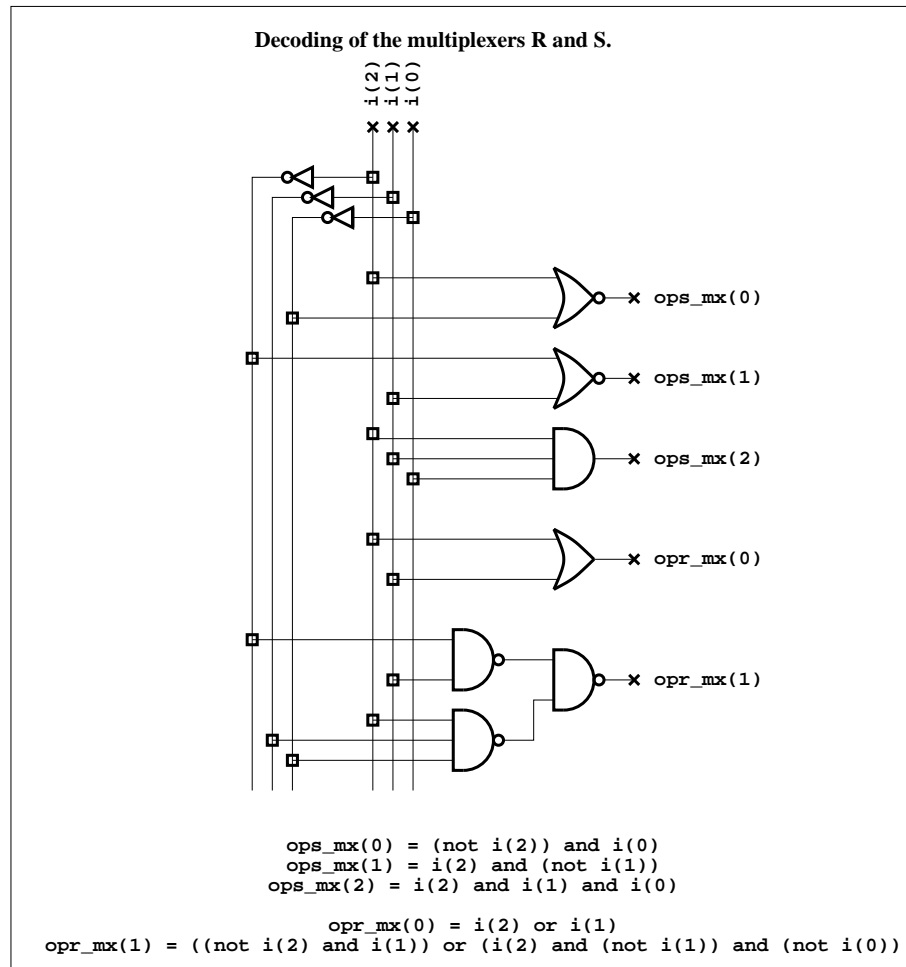 Decoding of the multiplexers R and S.
i(2)
i(1)
i(0)
ops_mx(0)
ops_mx(1)
ops_mx(2)
opr_mx(0)
opr_mx(1)
ops_mx(0) = (not i(2)) and i(0)
ops_mx(1) = i(2) and (not i(1))
ops_mx(2) = i(2) and i(1) and i(0)
opr_mx(0) = i(2) or i(1)
opr_mx(1) = ((not i(2) and i(1)) or (i(2) and (not i(1)) and (not i(0))